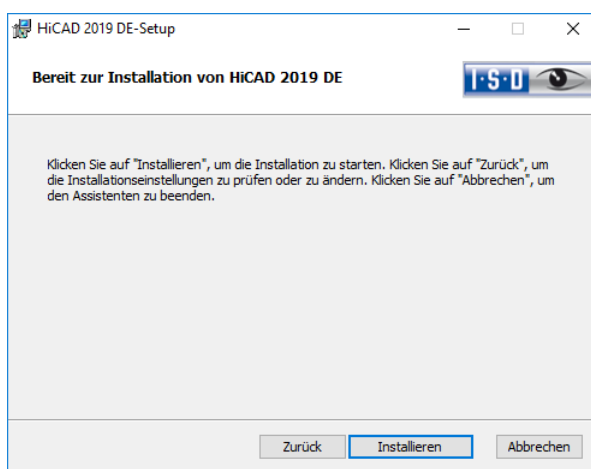 HiCAD 2019 DE-Setup
Bereit zur Installation von HiCAD 2019 DE
I·S·D
Klicken Sie auf "Installieren", um die Installation zu starten. Klicken Sie auf "Zurück", um
die Installationseinstellungen zu prüfen oder zu ändern. Klicken Sie auf "Abbrechen", um
den Assistenten zu beenden.
Zurück
Installieren
Abbrechen